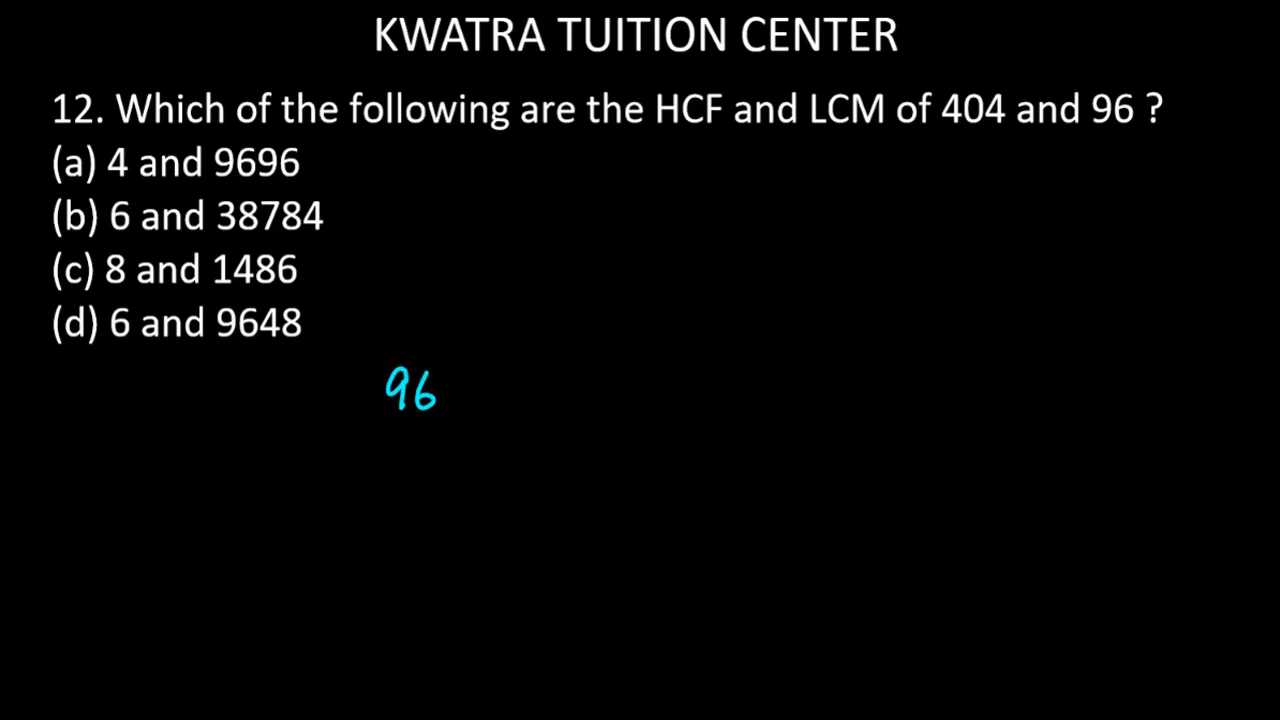 KWATRA TUITION CENTER
12. Which of the following are the HCF and LCM of 404 and 96 ?
(a) 4 and 9696
(b) 6 and 38784
(c) 8 and 1486
(d) 6 and 9648
96